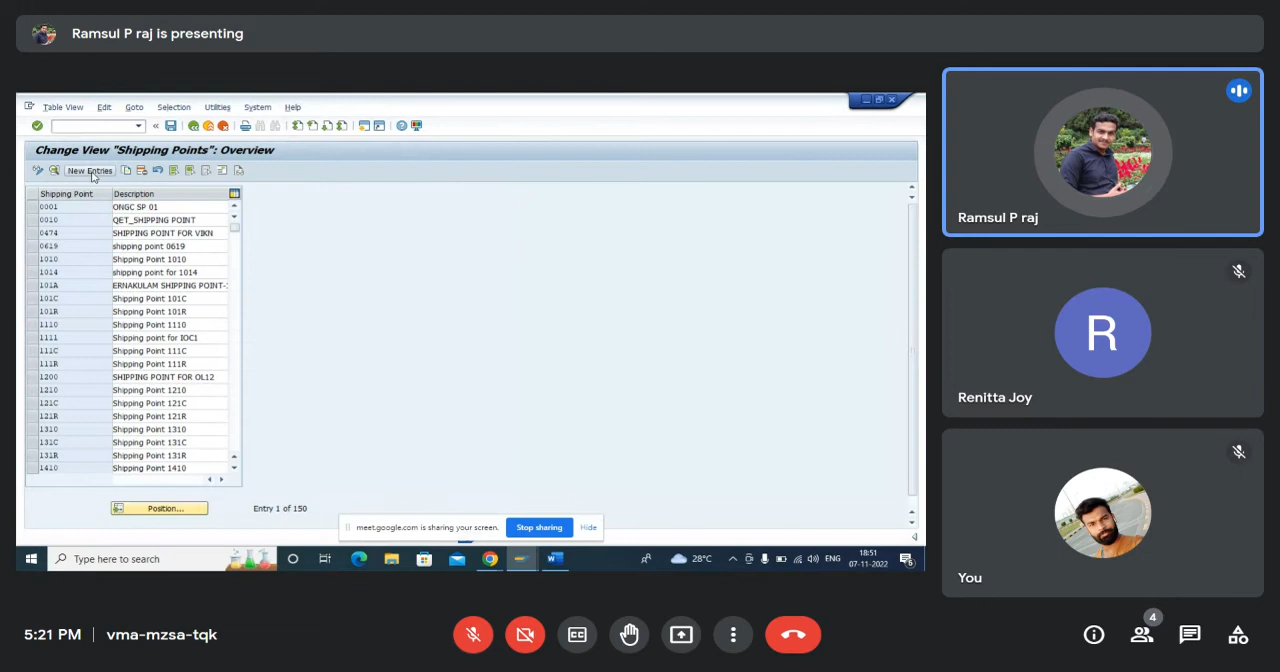 Ramsul P raj is presenting
Table View Edit Goto Selection Utilities System Help
Change View "Shipping Points": Overview
New Entries
Shipping Point Description
0001 ONGC SP 01
0010 QET_SHIPPING POINT
0474 SHIPPING POINT FOR VIKN
0619 shipping point 0619
1010 Shipping Point 1010
1014 shipping point for 1014
101A ERNAKULAM SHIPPING POINT-
101C Shipping Point 101C
101R Shipping Point 101R
1110 Shipping Point 1110
1111 Shipping point for IOC1
111C Shipping Point 111C
111R Shipping Point 111R
1200 SHIPPING POINT FOR OL12
1210 Shipping Point 1210
121C Shipping Point 121C
121R Shipping Point 121R
1310 Shipping Point 1310
131C Shipping Point 131C
131R Shipping Point 131R
1410 Shipping Point 1410
Position... Entry 1 of 150
meet.google.com is sharing your screen. Stop sharing Hide
Type here to search
28°C ENG
18:51
07-11-2022
Ramsul P raj
R
Renitta Joy
You
5:21 PM | vma-mzsa-tqk
CC
4